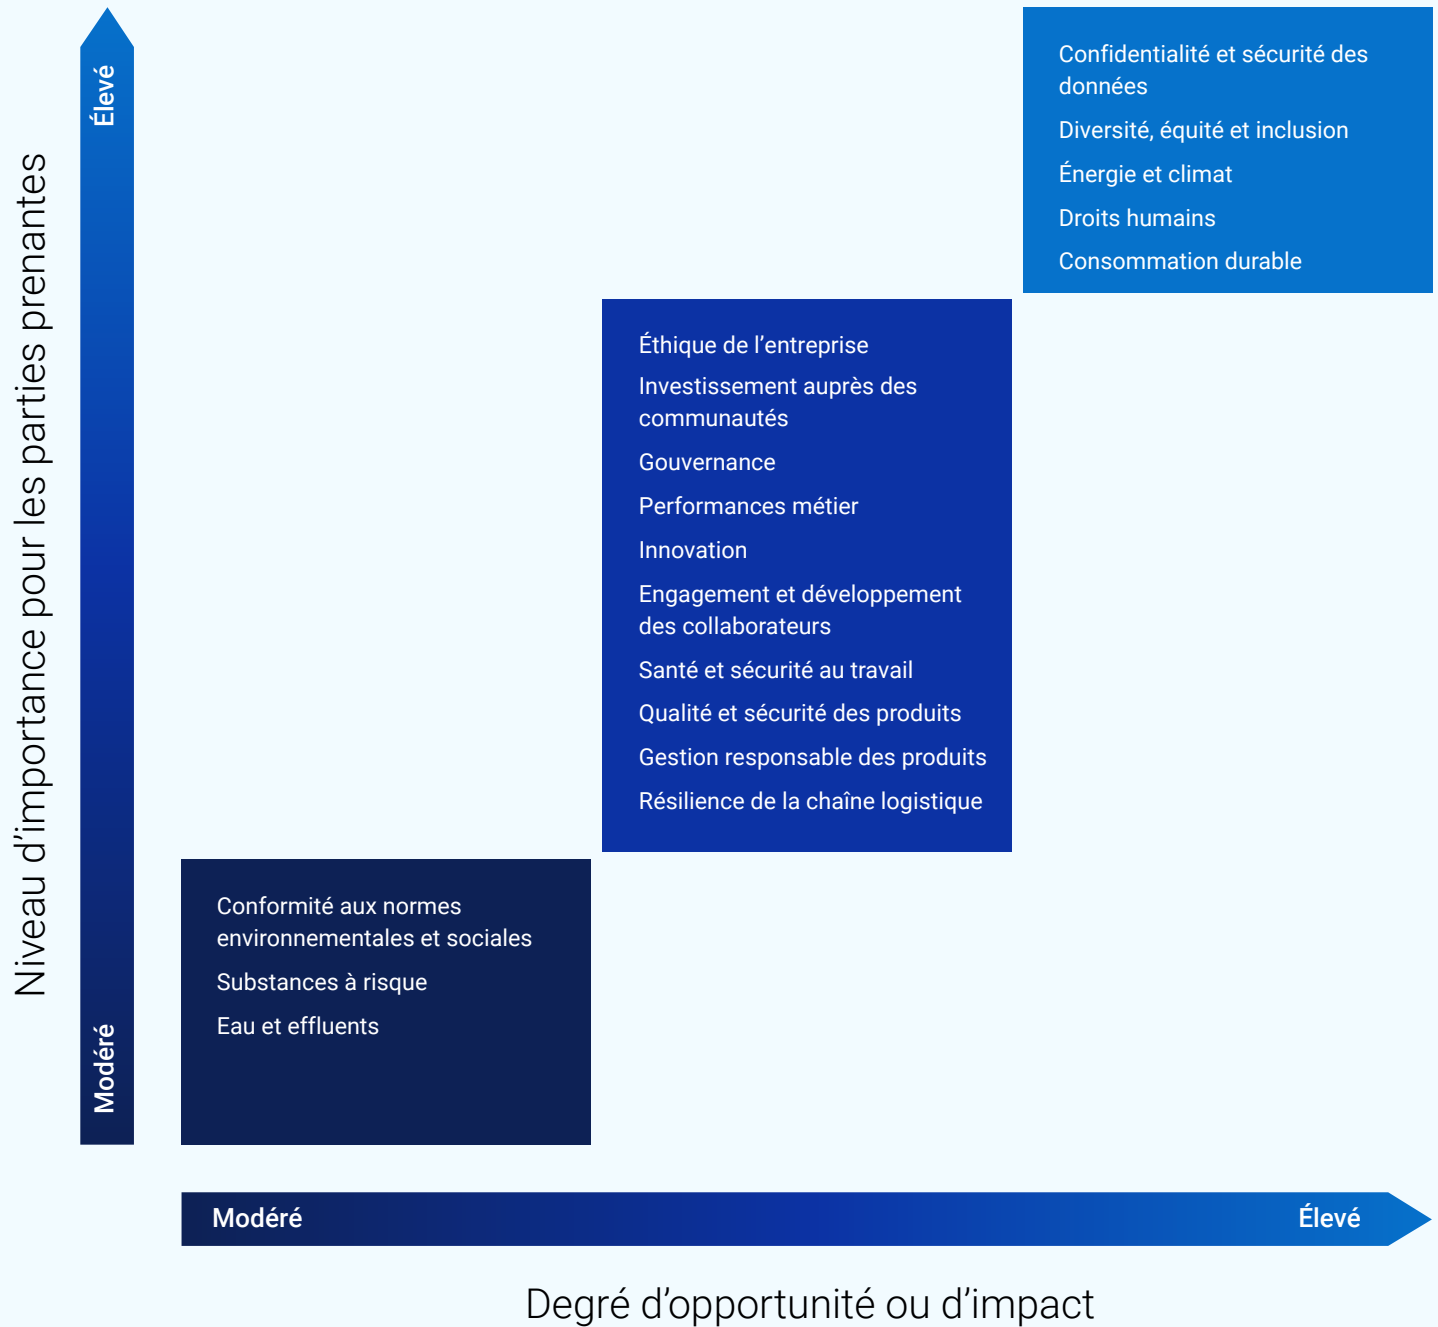 Niveau d’importance pour les parties prenantes
Élevé
Modéré
Confidentialité et sécurité des
données
Diversité, équité et inclusion
Énergie et climat
Droits humains
Consommation durable
Éthique de l’entreprise
Investissement auprès des
communautés
Gouvernance
Performances métier
Innovation
Engagement et développement
des collaborateurs
Santé et sécurité au travail
Qualité et sécurité des produits
Gestion responsable des produits
Résilience de la chaîne logistique
Conformité aux normes
environnementales et sociales
Substances à risque
Eau et effluents
Modéré
Élevé
Degré d’opportunité ou d’impact